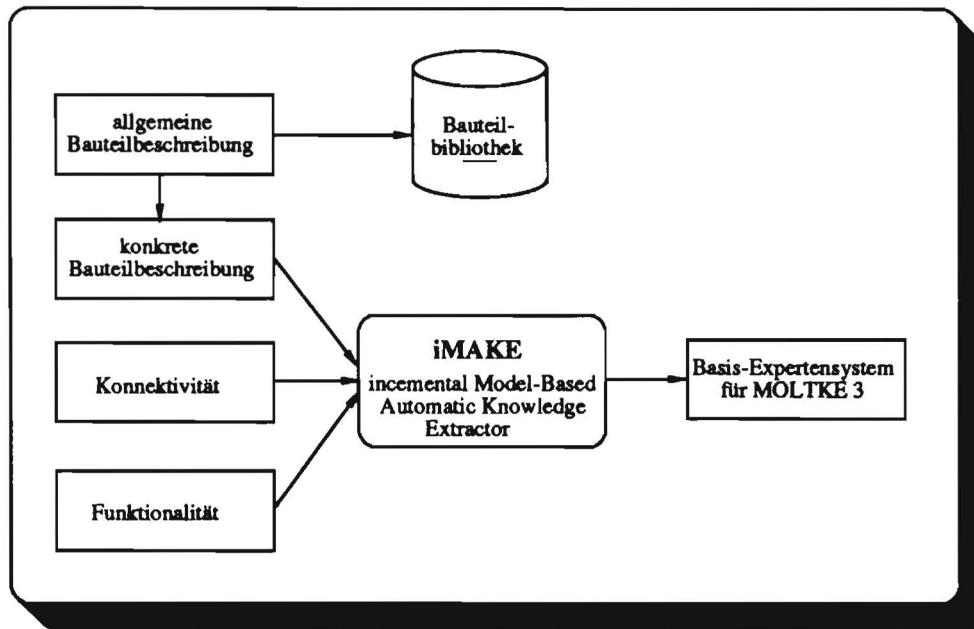 allgemeine
Bauteilbeschreibung
Bauteil-
bibliothek
konkrete
Bauteilbeschreibung
Konnektivität
iMAKE
incemental Model-Based
Automatic Knowledge
Extractor
Basis-Expertensystem
für MOLTKE 3
Funktionalität